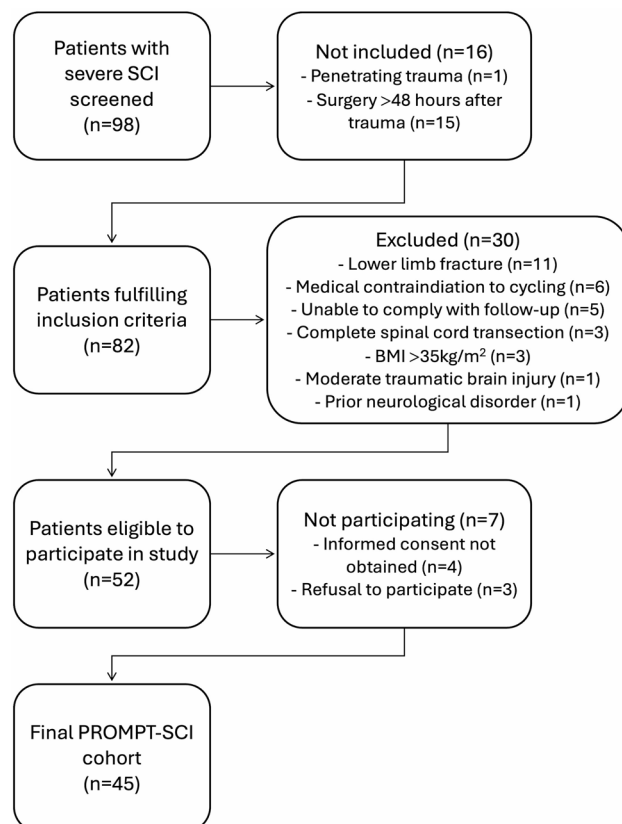 Patients with
severe SCI
screened
(n=98)
Not included (n=16)
- Penetrating trauma (n=1)
- Surgery >48 hours after
trauma (n=15)
Patients fulfilling
inclusion criteria
(n=82)
Excluded (n=30)
- Lower limb fracture (n=11)
- Medical contraindiation to cycling (n=6)
- Unable to comply with follow-up (n=5)
- Complete spinal cord transection (n=3)
- BMI >35kg/m² (n=3)
- Moderate traumatic brain injury (n=1)
- Prior neurological disorder (n=1)
Patients eligible to
participate in study
(n=52)
Not participating (n=7)
- Informed consent not
obtained (n=4)
- Refusal to participate (n=3)
Final PROMPT-SCI
cohort
(n=45)